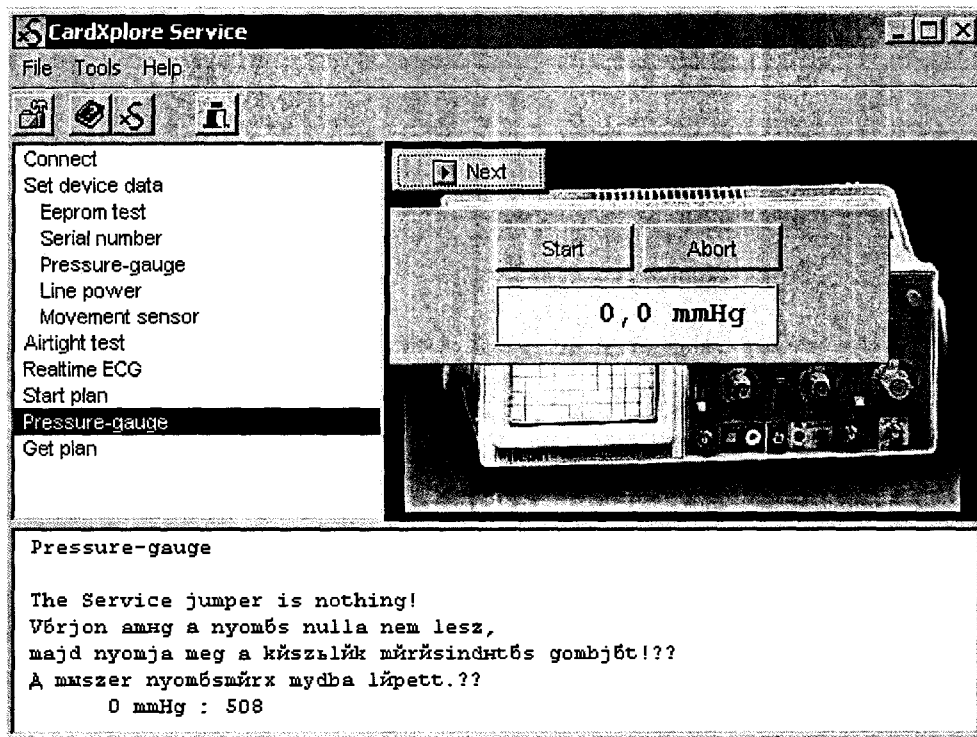 CardXplore Service
File Tools Help
Connect
Set device data
Eeprom test
Serial number
Pressure-gauge
Line power
Movement sensor
Airtight test
Realtime ECG
Start plan
Pressure-gauge
Get plan
Next
Start Abort
0,0 mmHg
Pressure-gauge
The Service jumper is nothing!
Vбrjon amнg a nyomбs nulla nem lesz,
majd nyomja meg a kйszьlйk mйrйsindнtбs gombjбt!??
A mыszer nyomбsmйrх mуdba lйpett.??
0 mmHg : 508